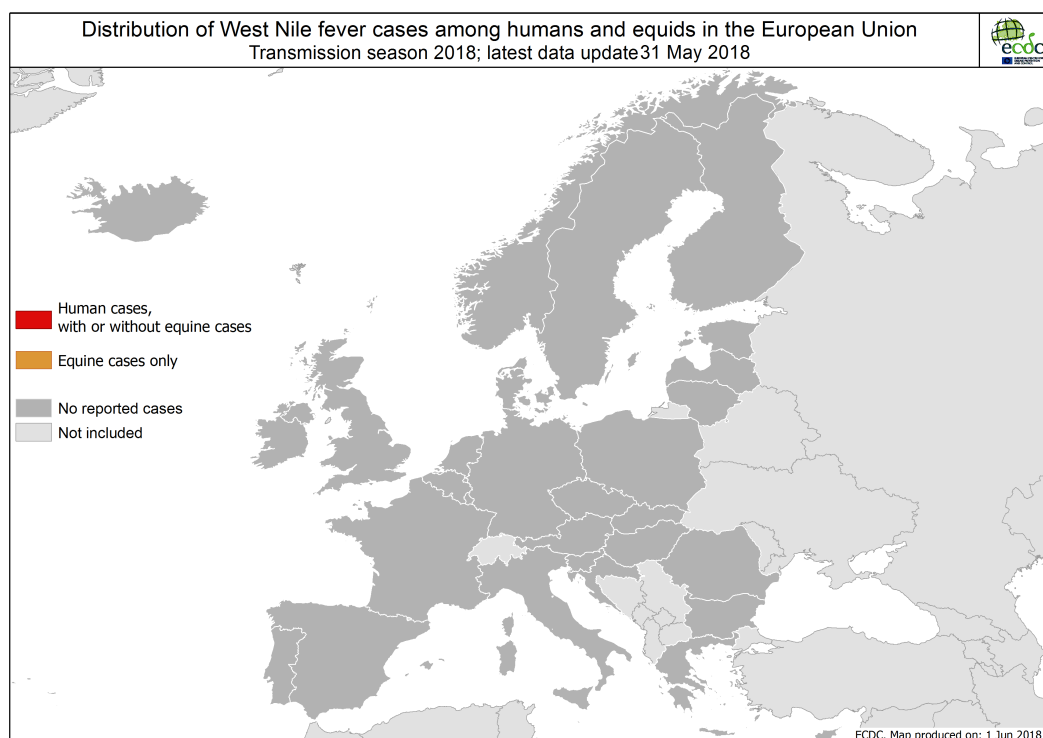 Distribution of West Nile fever cases among humans and equids in the European Union
Transmission season 2018; latest data update31 May 2018
ecdc
Human cases,
with or without equine cases
Equine cases only
No reported cases
Not included
ECDC. Map produced on: 1 Jun 2018